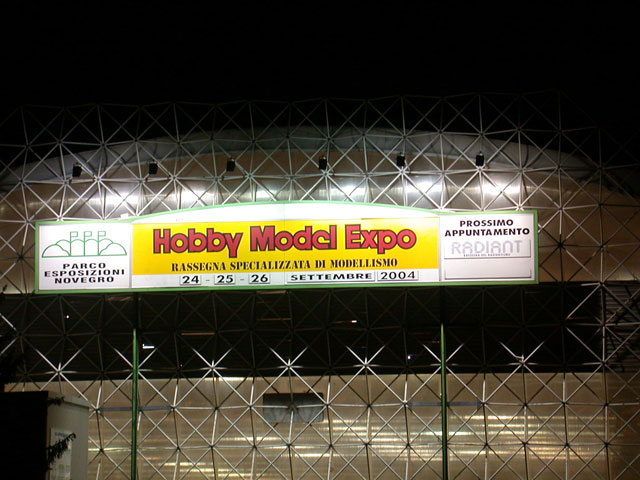 PARCO
ESPOSIZIONI
NOVEGRO
Hobby Model Expo
RASSEGNA SPECIALIZZATA DI MODELLISMO
24 - 25 - 26 SETTEMBRE 2004
PROSSIMO
APPUNTAMENTO
RADIANT